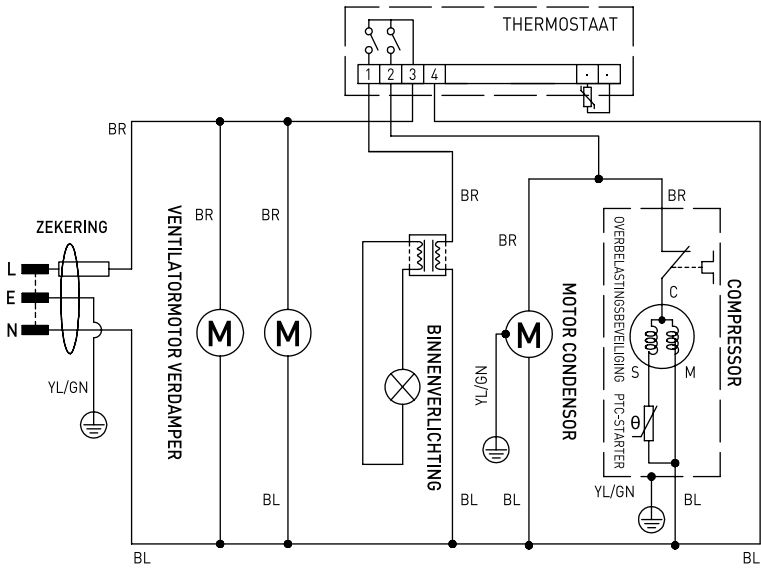 THERMOSTAAT
1 2 3 4 · ·
BR
ZEKERING
L
E
N
YL/GN
BL
VENTILATORMOTOR VERDAMPER
BR
M
BR
M
BL
BR
BINNENVERLICHTING
BL
BR
M
YL/GN
BL
MOTOR CONDENSOR
BR
OVERBELASTINGSBEVEILIGING
PTC-STARTER
C
S
M
θ
COMPRESSOR
YL/GN
BL
BL